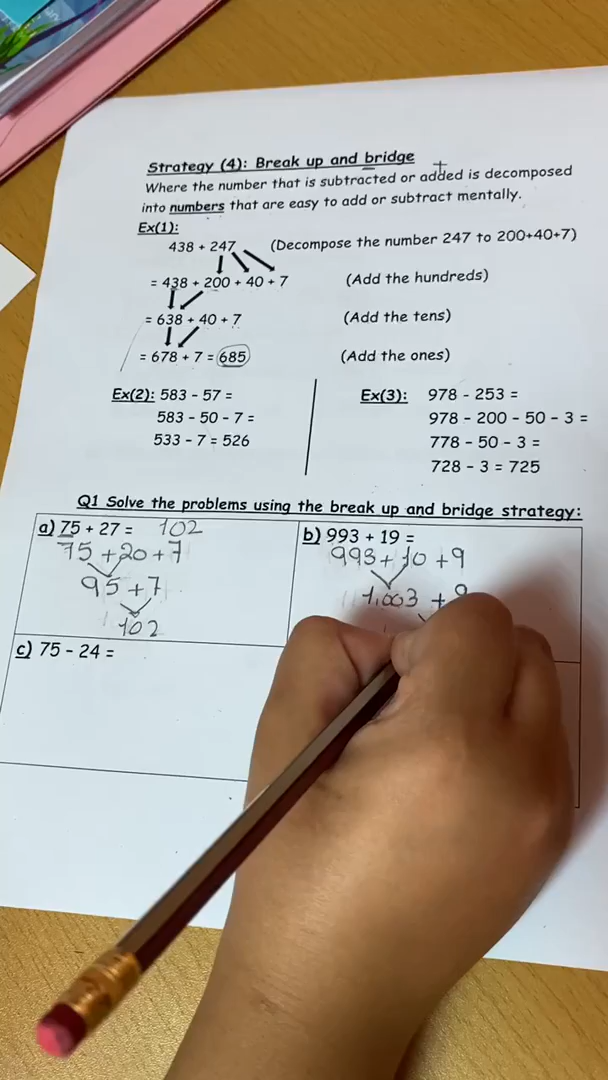 Strategy (4): Break up and bridge
+
Where the number that is subtracted or added is decomposed
into numbers that are easy to add or subtract mentally.
Ex(1):
438 + 247 (Decompose the number 247 to 200+40+7)
= 438 + 200 + 40 + 7 (Add the hundreds)
= 638 + 40 + 7 (Add the tens)
= 678 + 7 = 685 (Add the ones)
Ex(2): 583 - 57 =
583 - 50 - 7 =
533 - 7 = 526
Ex(3): 978 - 253 =
978 - 200 - 50 - 3 =
778 - 50 - 3 =
728 - 3 = 725
Q1 Solve the problems using the break up and bridge strategy:
a) 75 + 27 = 102
75 + 20 + 7
95 + 7
102
b) 993 + 19 =
993 + 10 + 9
1,003 + 9
c) 75 - 24 =